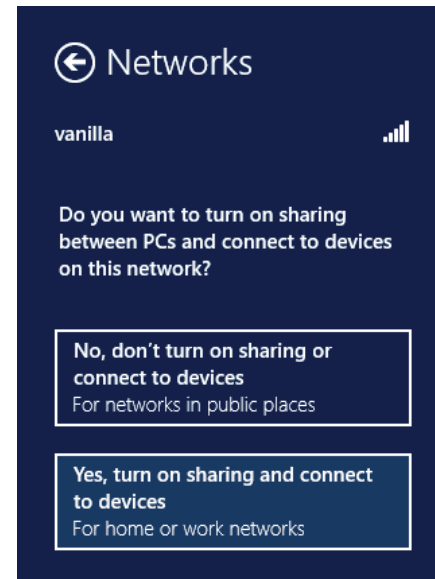 Networks
vanilla
Do you want to turn on sharing
between PCs and connect to devices
on this network?
No, don't turn on sharing or
connect to devices
For networks in public places
Yes, turn on sharing and connect
to devices
For home or work networks